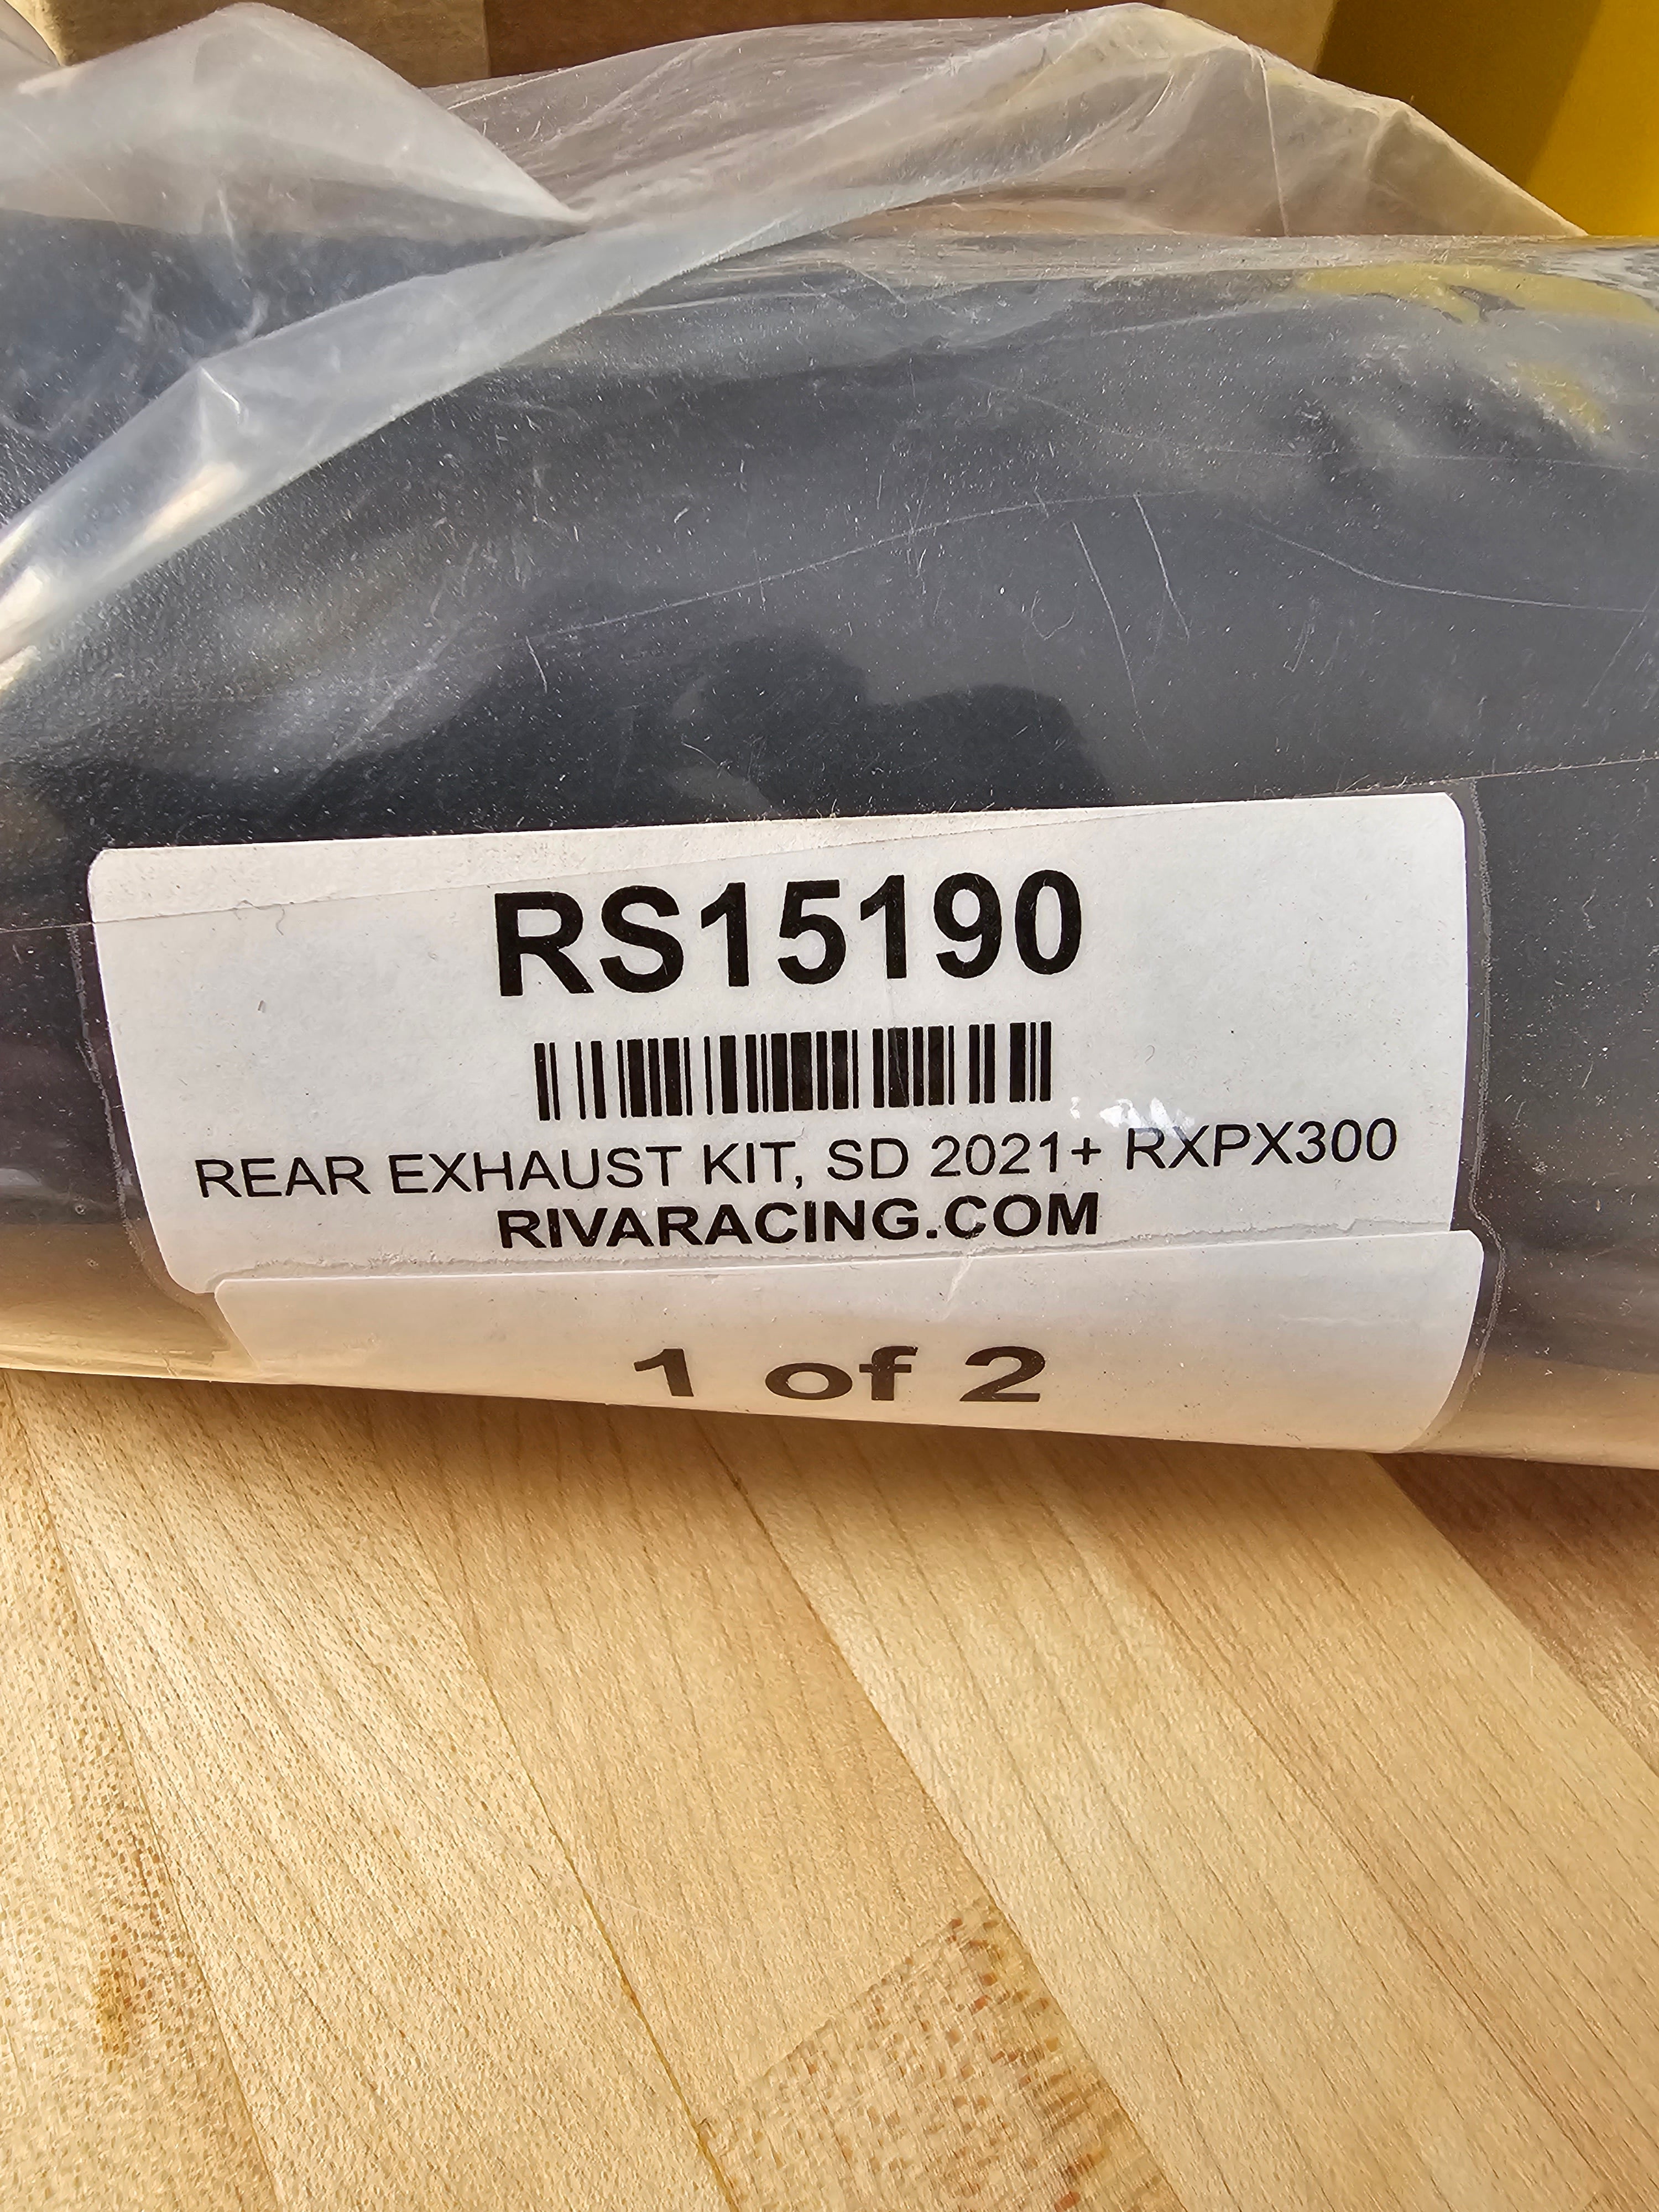 RS15190
REAR EXHAUST KIT, SD 2021+ RXPX300
RIVARACING.COM
1 of 2